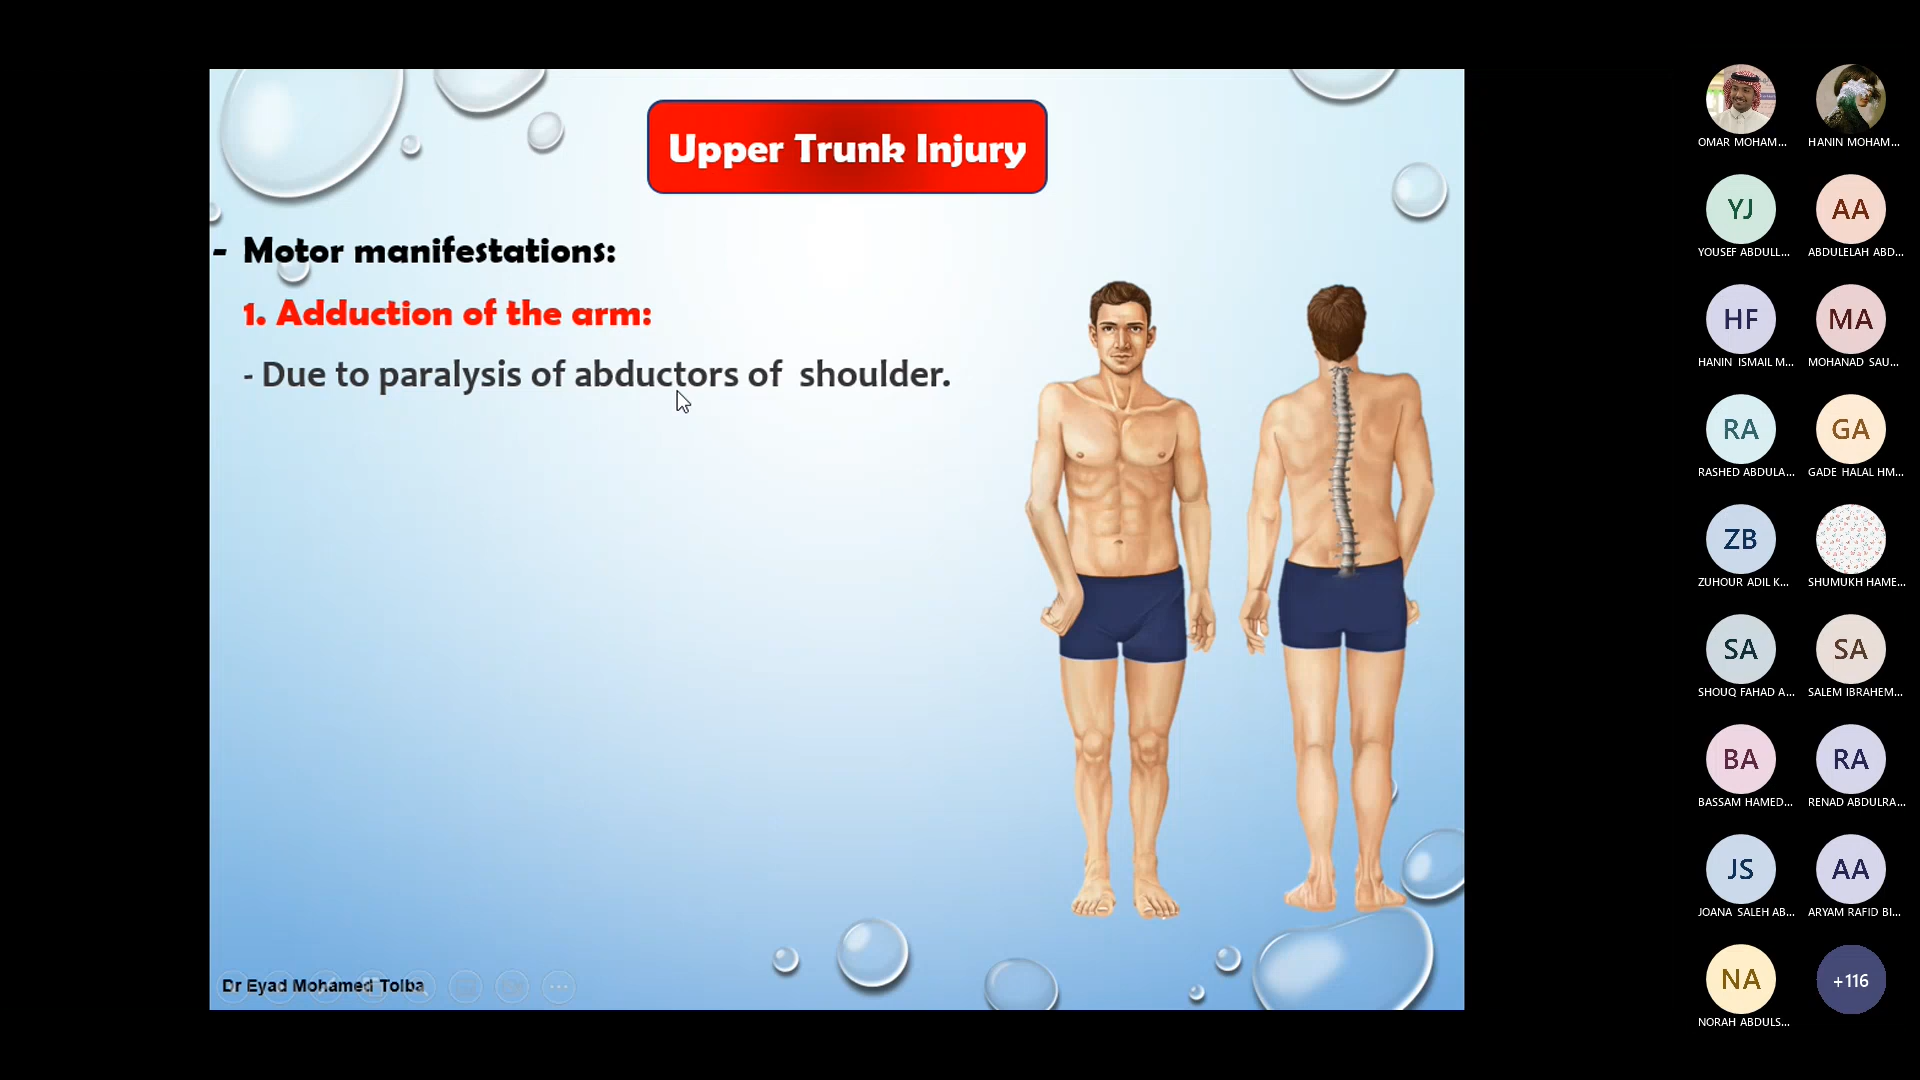 Upper Trunk Injury
- Motor manifestations:
1. Adduction of the arm:
- Due to paralysis of abductors of shoulder.
Dr Eyad Mohamed Tolba
OMAR MOHAM...
HANIN MOHAM...
YJ
AA
YOUSEF ABDULL...
ABDULELAH ABD...
HF
MA
HANIN ISMAIL M...
MOHANAD SAU...
RA
GA
RASHED ABDULA...
GADE HALAL HM...
ZB
ZUHOUR ADIL K...
SHUMUKH HAME...
SA
SA
SHOUQ FAHAD A...
SALEM IBRAHEM...
BA
RA
BASSAM HAMED...
RENAD ABDULRA...
JS
AA
JOANA SALEH AB...
ARYAM RAFID BI...
NA
+116
NORAH ABDULS...